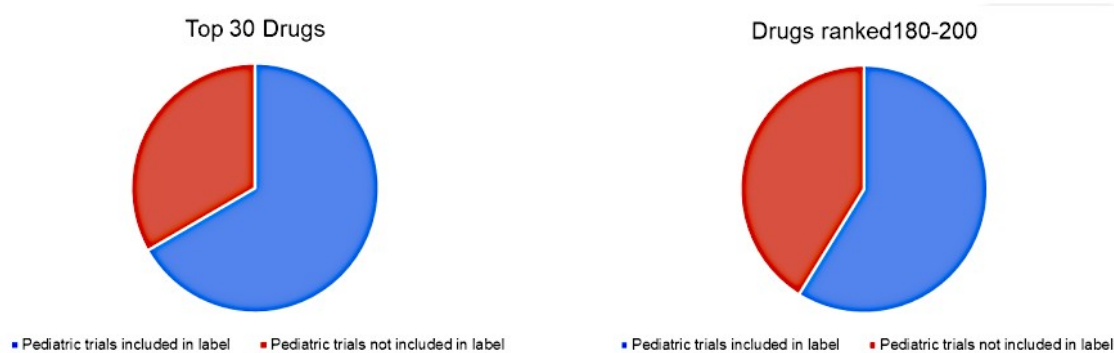 Top 30 Drugs
Pediatric trials included in label
Pediatric trials not included in label
Drugs ranked180-200
Pediatric trials included in label
Pediatric trials not included in label